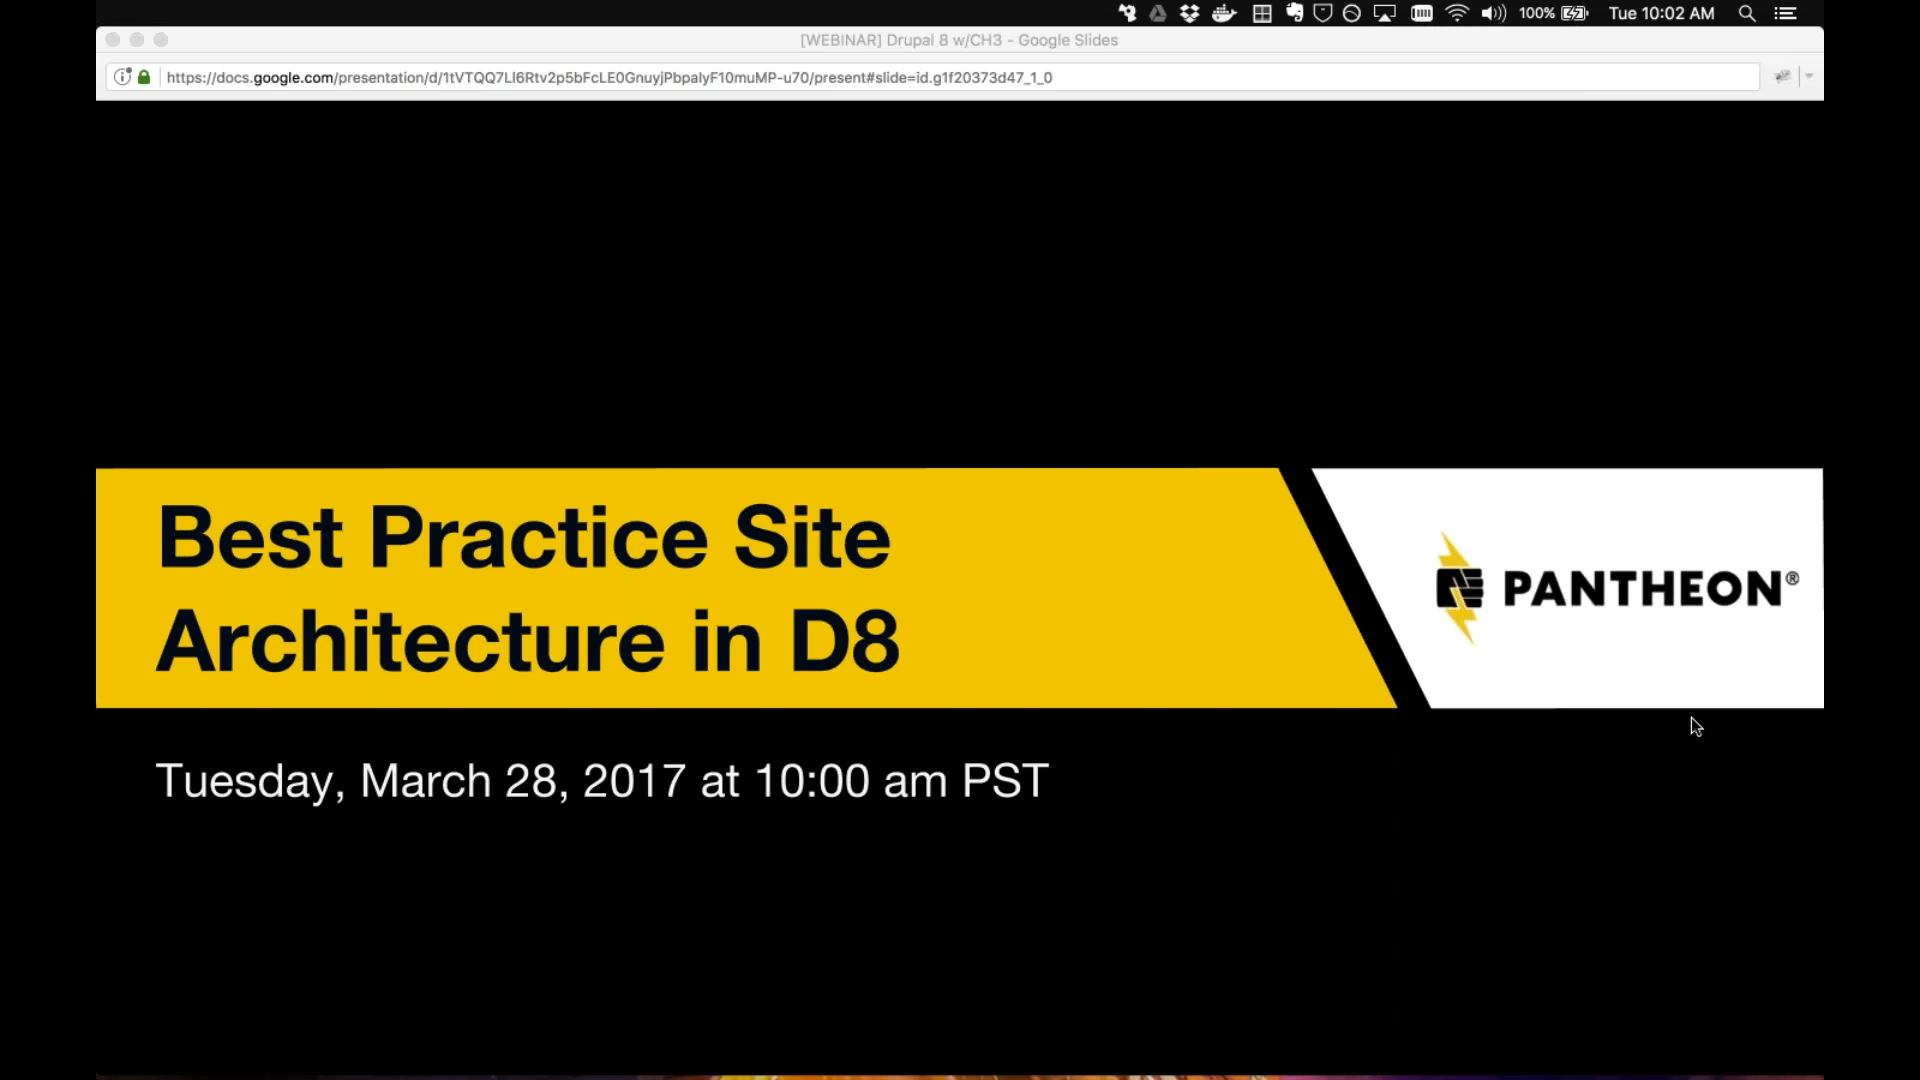 100% Tue 10:02 AM
[WEBINAR] Drupal 8 w/CH3 - Google Slides
https://docs.google.com/presentation/d/1tVTQQ7Ll6Rtv2p5bFcLE0GnuyjPbpalyF10muMP-u70/present#slide=id.g1f20373d47_1_0
Best Practice Site
Architecture in D8
PANTHEON®
Tuesday, March 28, 2017 at 10:00 am PST